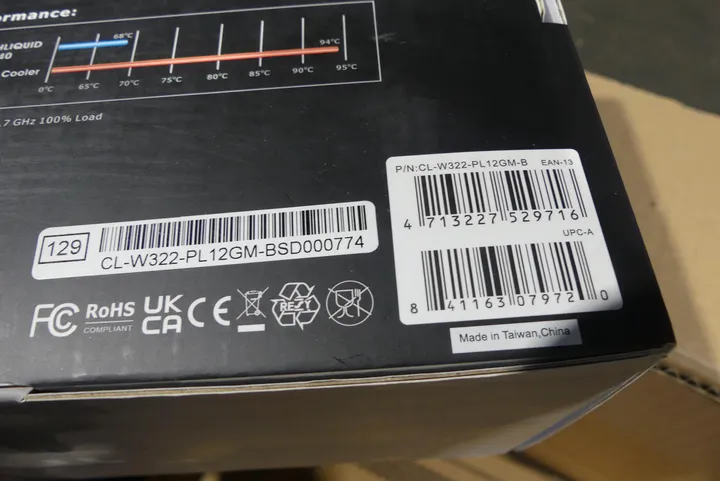 ormance:
HLIQUID
40
68°C
Cooler
94°C
0°C 65°C 70°C 75°C 80°C 85°C 90°C 95°C
.7 GHz 100% Load
P/N:CL-W322-PL12GM-B EAN-13
4 713227 529716
UPC-A
8 41163 07972 0
129
CL-W322-PL12GM-BSD000774
FC RoHS COMPLIANT UK CA CE REZY
Made in Taiwan,China